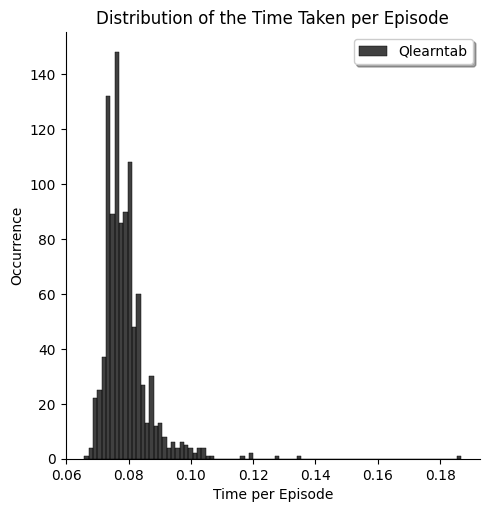 Distribution of the Time Taken per Episode
Qlearntab
140
120
100
80
60
40
20
0
Occurrence
0.06 0.08 0.10 0.12 0.14 0.16 0.18
Time per Episode